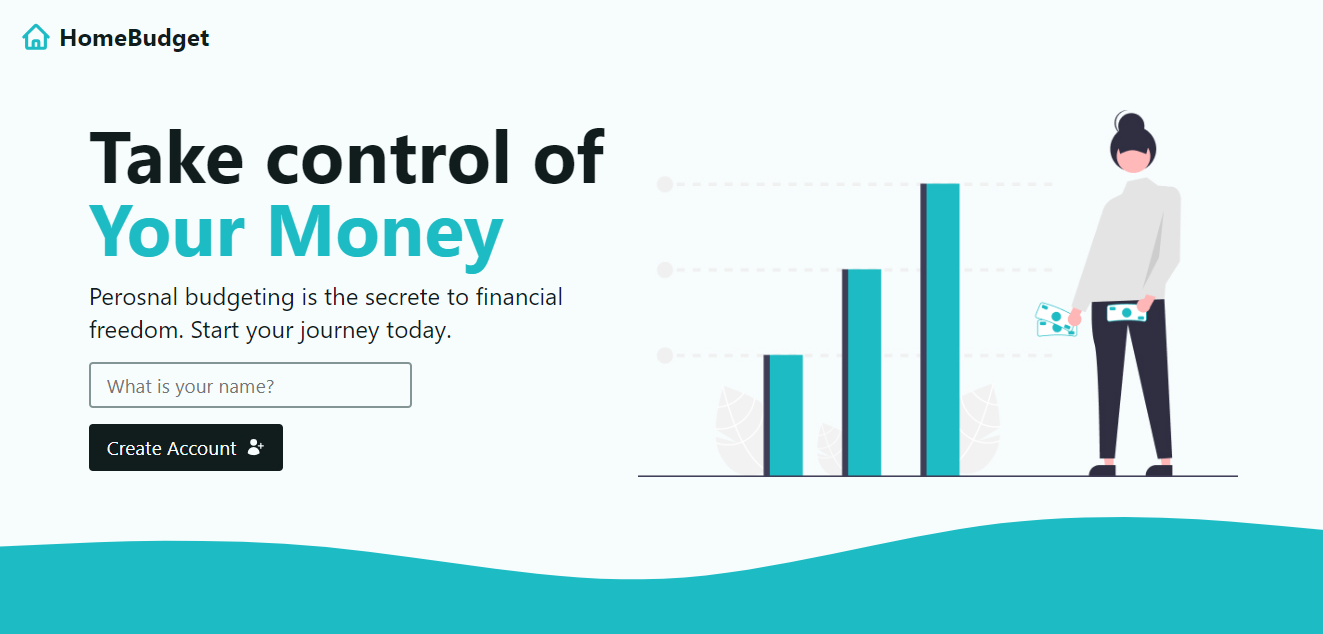 HomeBudget
Take control of
Your Money
Perosnal budgeting is the secrete to financial
freedom. Start your journey today.
What is your name?
Create Account